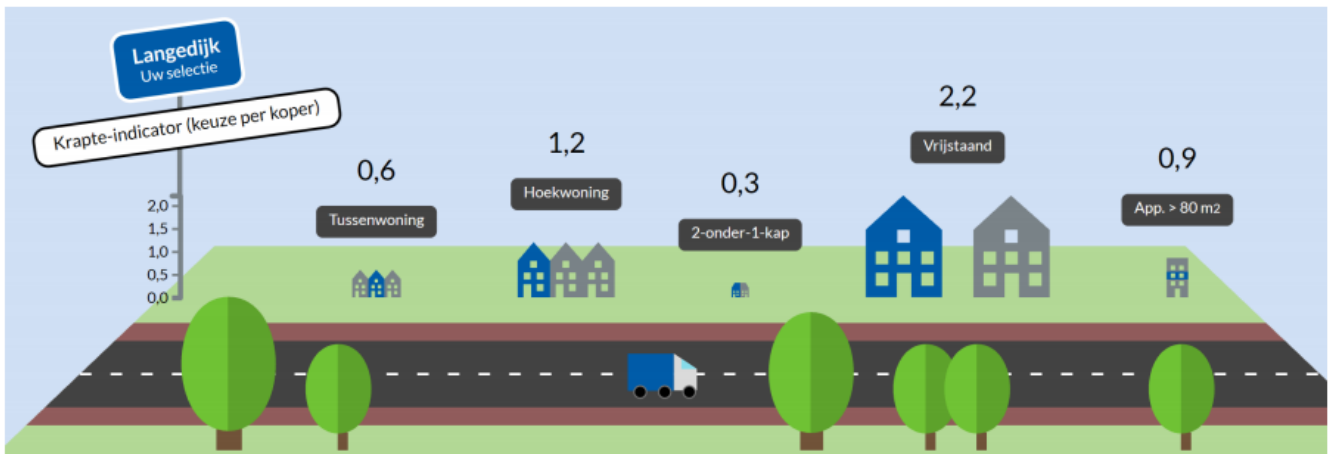 Langedijk
Uw selectie
Krapte-indicator (keuze per koper)
2,0
1,5
1,0
0,5
0,0
0,6
Tussenwoning
1,2
Hoekwoning
0,3
2-onder-1-kap
2,2
Vrijstaand
0,9
App. > 80 m2